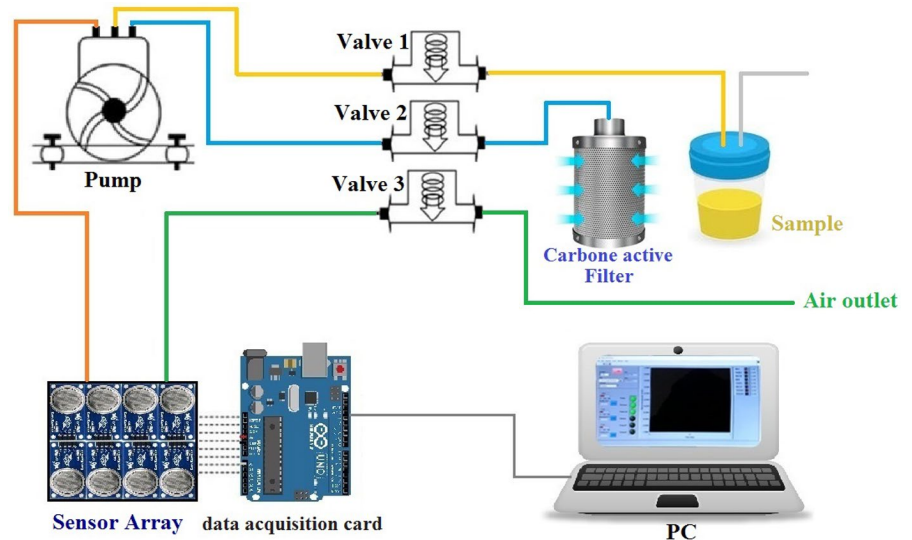 Valve 1
Valve 2
Pump
Valve 3
Carbone active
Filter
Sample
Air outlet
UNO
Sensor Array
data acquisition card
PC